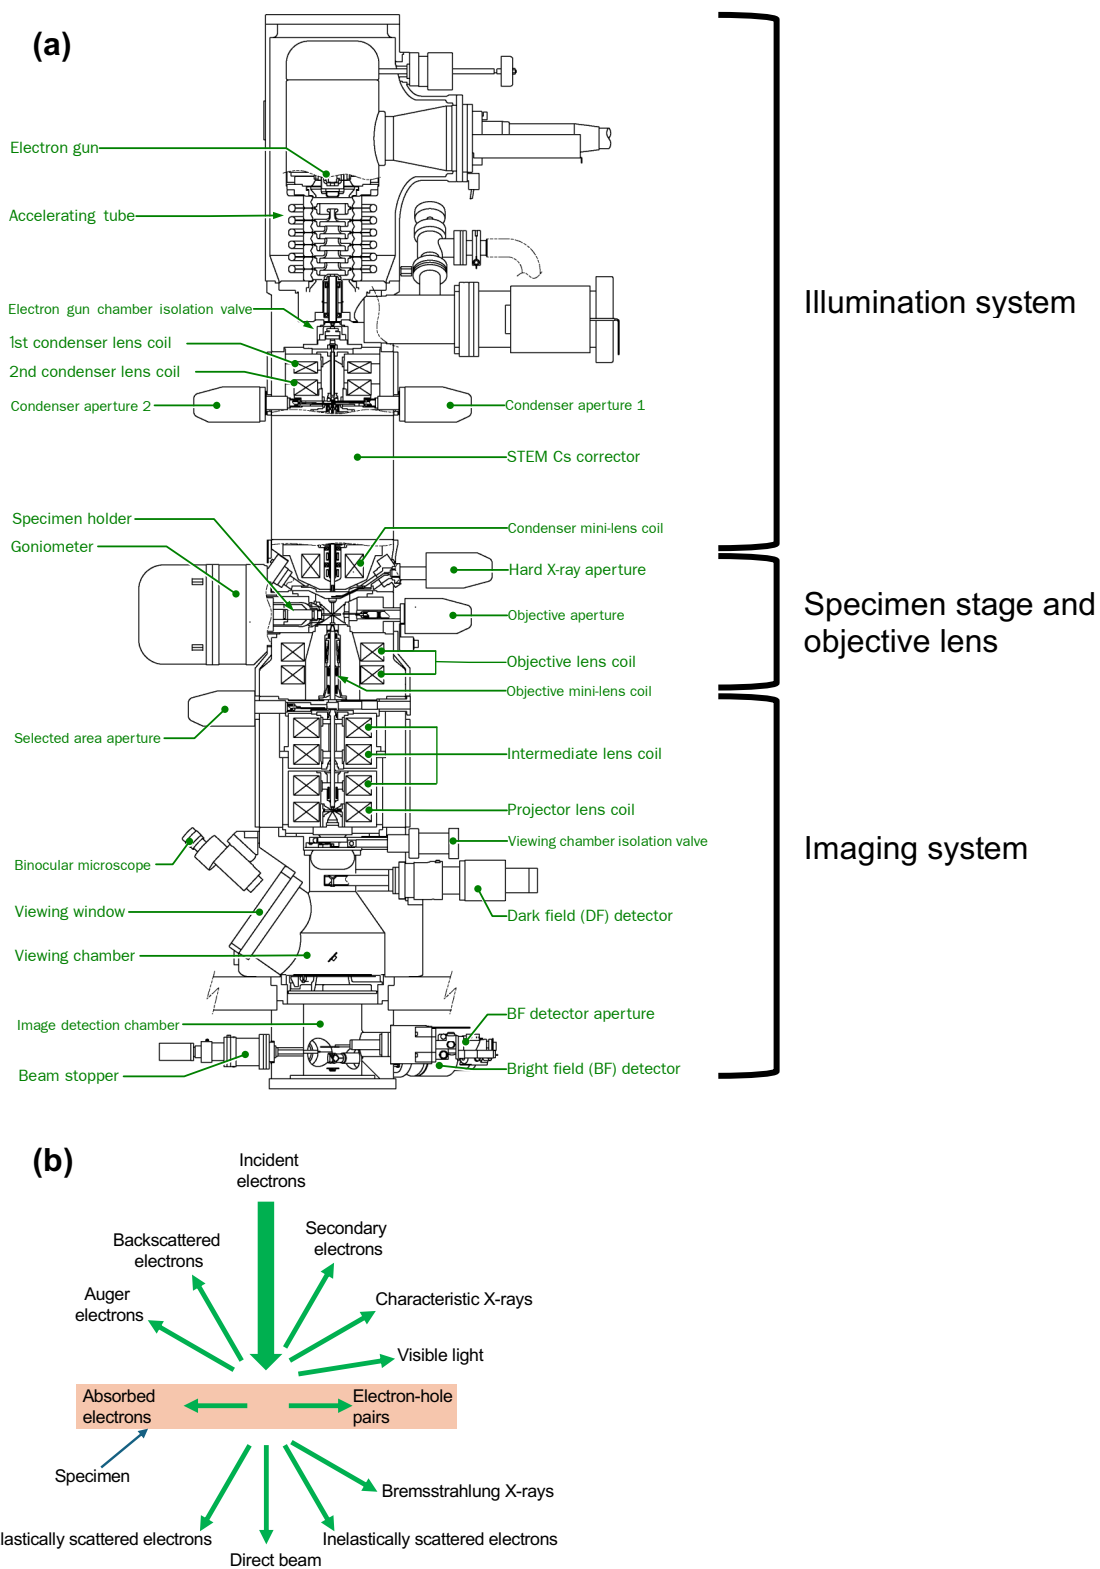 (a)
Electron gun
Accelerating tube
Electron gun chamber isolation valve
1st condenser lens coil
2nd condenser lens coil
Condenser aperture 2
Condenser aperture 1
STEM Cs corrector
Illumination system
Specimen holder
Goniometer
Condenser mini-lens coil
Hard X-ray aperture
Objective aperture
Specimen stage and
objective lens
Objective lens coil
Objective mini-lens coil
Selected area aperture
Intermediate lens coil
Projector lens coil
Viewing chamber isolation valve
Imaging system
Binocular microscope
Viewing window
Dark field (DF) detector
Viewing chamber
Image detection chamber
BF detector aperture
Beam stopper
Bright field (BF) detector
(b)
Incident
electrons
Backscattered
electrons
Secondary
electrons
Auger
electrons
Characteristic X-rays
Visible light
Absorbed
electrons
Electron-hole
pairs
Specimen
Bremsstrahlung X-rays
lastically scattered electrons
Inelastically scattered electrons
Direct beam